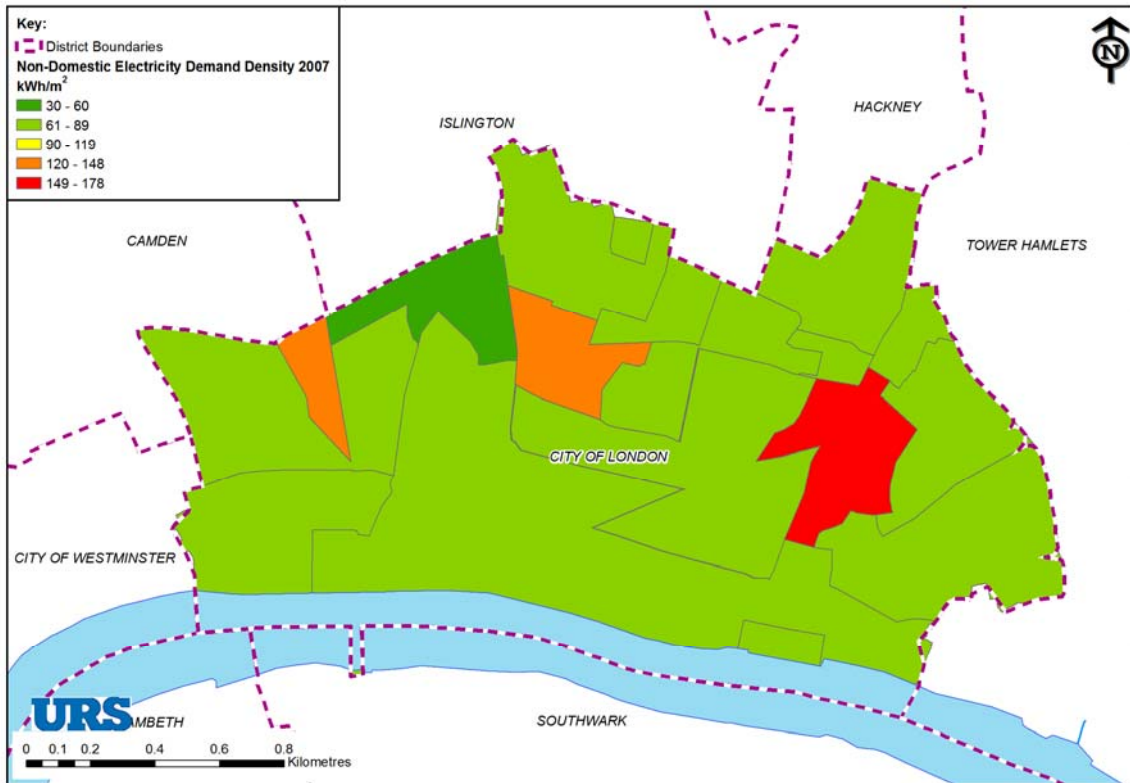 Key:
District Boundaries
Non-Domestic Electricity Demand Density 2007
kWh/m²
30 - 60
61 - 89
90 - 119
120 - 148
149 - 178
N
HACKNEY
ISLINGTON
CAMDEN
TOWER HAMLETS
CITY OF LONDON
CITY OF WESTMINSTER
URS
AMBETH
SOUTHWARK
0 0.1 0.2 0.4 0.6 0.8
Kilometres